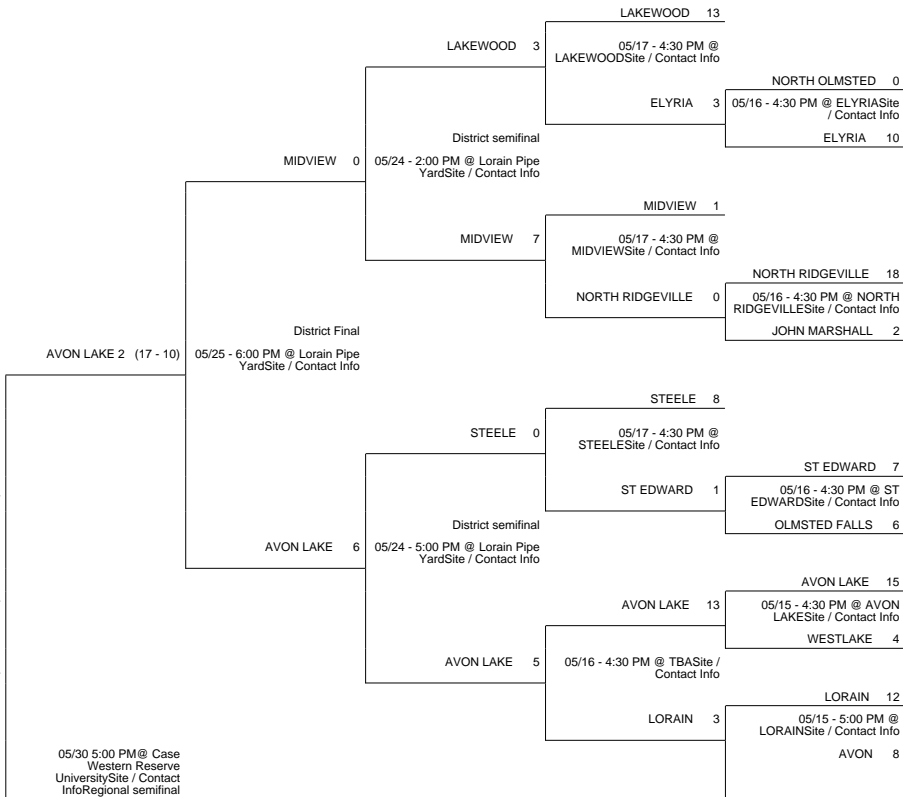 LAKEWOOD 13
LAKEWOOD 3
05/17 - 4:30 PM @
LAKEWOODSite / Contact Info
NORTH OLMSTED 0
ELYRIA 3
05/16 - 4:30 PM @ ELYRIASite
/ Contact Info
ELYRIA 10
District semifinal
MIDVIEW 0
05/24 - 2:00 PM @ Lorain Pipe
YardSite / Contact Info
MIDVIEW 1
MIDVIEW 7
05/17 - 4:30 PM @
MIDVIEWSite / Contact Info
NORTH RIDGEVILLE 18
NORTH RIDGEVILLE 0
05/16 - 4:30 PM @ NORTH
RIDGEVILLESite / Contact Info
JOHN MARSHALL 2
District Final
AVON LAKE 2 (17 - 10)
05/25 - 6:00 PM @ Lorain Pipe
YardSite / Contact Info
STEELE 8
STEELE 0
05/17 - 4:30 PM @
STEELESite / Contact Info
ST EDWARD 7
ST EDWARD 1
05/16 - 4:30 PM @ ST
EDWARDSite / Contact Info
OLMSTED FALLS 6
District semifinal
AVON LAKE 6
05/24 - 5:00 PM @ Lorain Pipe
YardSite / Contact Info
AVON LAKE 15
AVON LAKE 13
05/15 - 4:30 PM @ AVON
LAKESite / Contact Info
WESTLAKE 4
AVON LAKE 5
05/16 - 4:30 PM @ TBASite /
Contact Info
LORAIN 12
LORAIN 3
05/15 - 5:00 PM @
LORAINSite / Contact Info
AVON 8
05/30 5:00 PM@ Case
Western Reserve
UniversitySite / Contact
InfoRegional semifinal